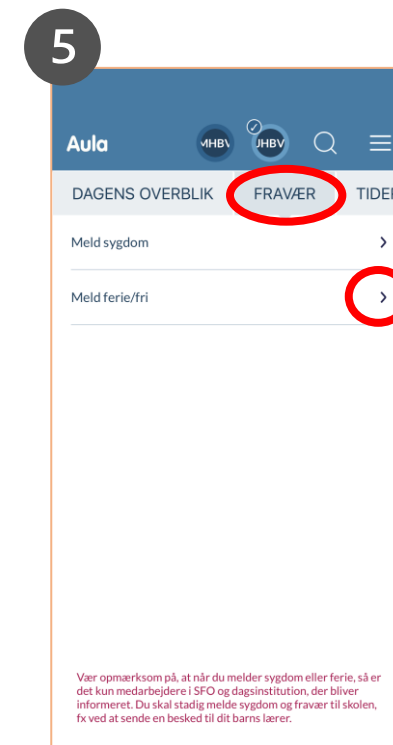 5
Aula
MHBV
JHBV
DAGENS OVERBLIK
FRAVÆR
TIDER
Meld sygdom
Meld ferie/fri
Vær opmærksom på, at når du melder sygdom eller ferie, så er
det kun medarbejdere i SFO og dagsinstitution, der bliver
informeret. Du skal stadig melde sygdom og fravær til skolen,
fx ved at sende en besked til dit barns lærer.